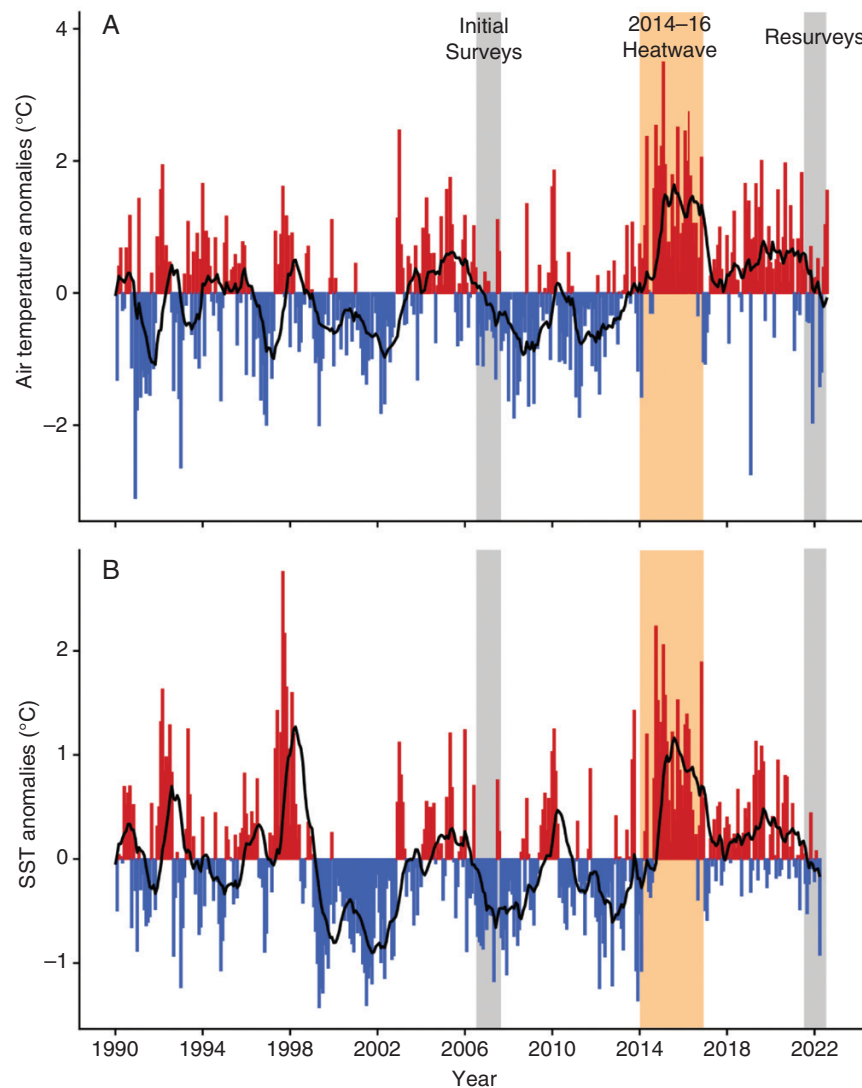 A
Initial
Surveys
2014–16
Heatwave
Resurveys
Air temperature anomalies (°C)
4
2
0
−2
B
SST anomalies (°C)
2
1
0
−1
1990 1994 1998 2002 2006 2010 2014 2018 2022
Year